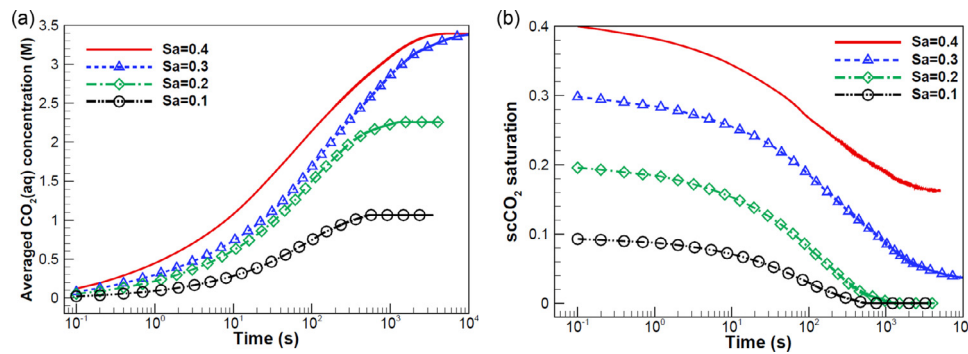 (a)
Averaged CO2(aq) concentration (M)
3.5
3
2.5
2
1.5
1
0.5
0
Sa=0.4
Sa=0.3
Sa=0.2
Sa=0.1
10-1 100 101 102 103 104
Time (s)
(b)
scCO2 saturation
0.4
0.3
0.2
0.1
0
Sa=0.4
Sa=0.3
Sa=0.2
Sa=0.1
10-1 100 101 102 103 10
Time (s)